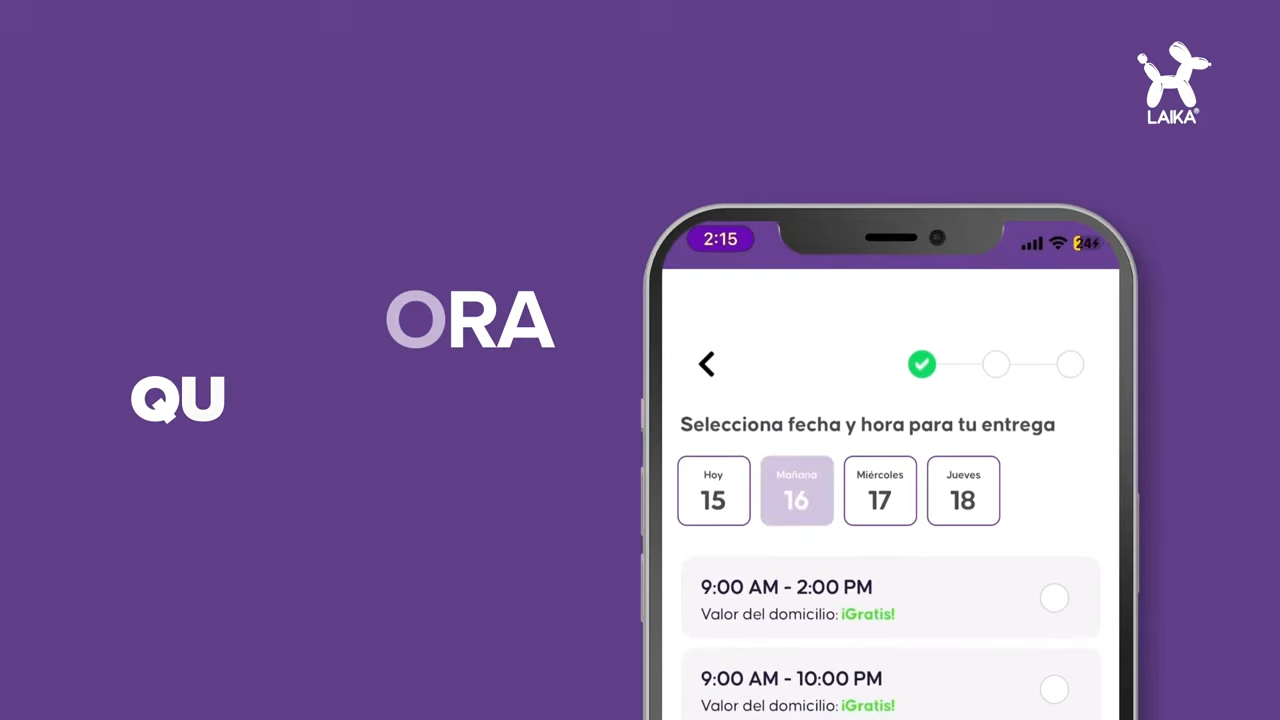 LAIKA®
ORA
QU
2:15
24
Selecciona fecha y hora para tu entrega
Hoy
15
Mañana
16
Miércoles
17
Jueves
18
9:00 AM - 2:00 PM
Valor del domicilio: ¡Gratis!
9:00 AM - 10:00 PM
Valor del domicilio: ¡Gratis!